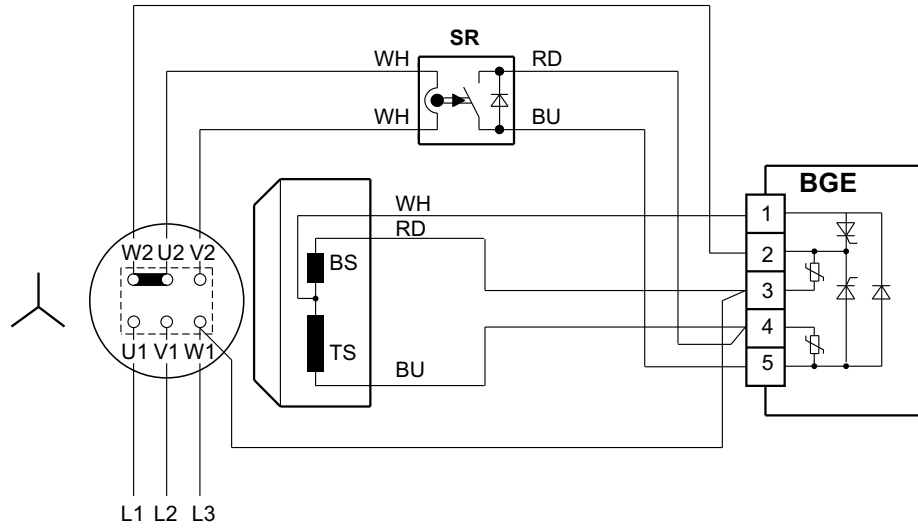 SR
WH
RD
WH
BU
BGE
WH
RD
1
W2 U2 V2
BS
2
3
4
U1 V1 W1
TS
BU
5
L1 L2 L3